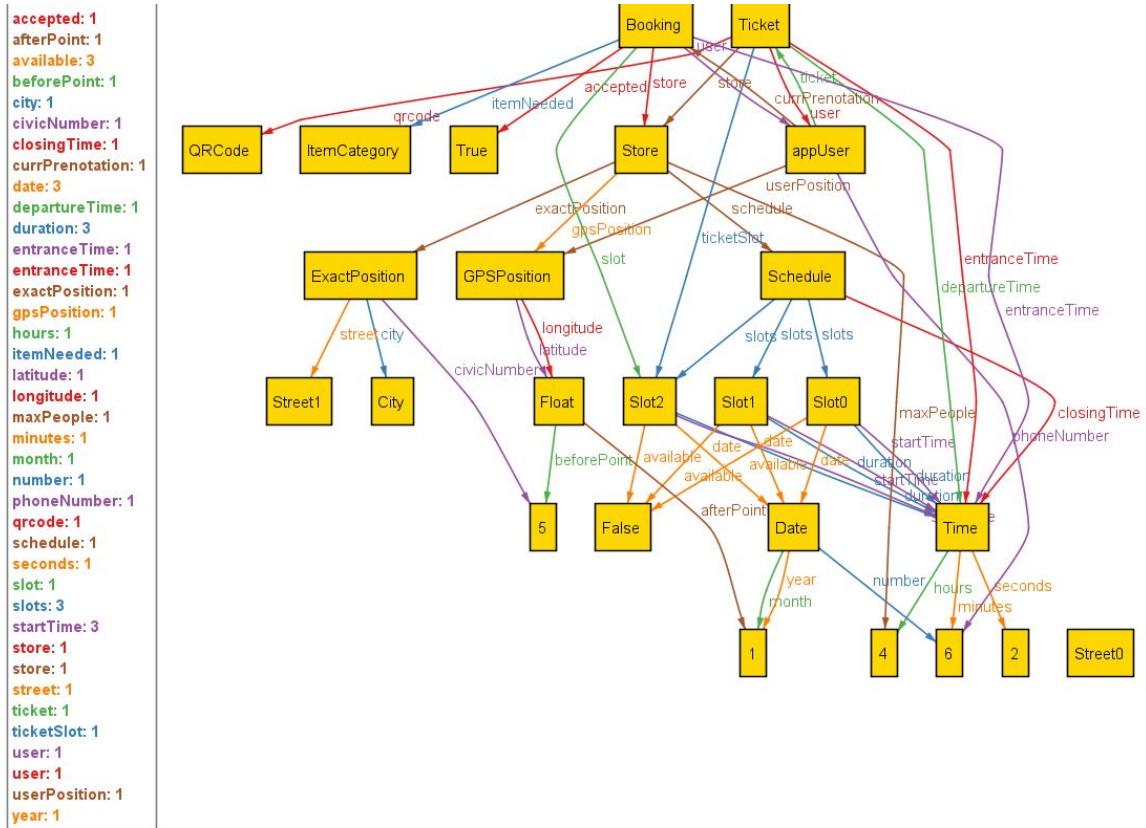 accepted: 1
afterPoint: 1
available: 3
beforePoint: 1
city: 1
civicNumber: 1
closingTime: 1
currPrenotation: 1
date: 3
departureTime: 1
duration: 3
entranceTime: 1
entranceTime: 1
exactPosition: 1
gpsPosition: 1
hours: 1
itemNeeded: 1
latitude: 1
longitude: 1
maxPeople: 1
minutes: 1
month: 1
number: 1
phoneNumber: 1
qrcode: 1
schedule: 1
seconds: 1
slot: 1
slots: 3
startTime: 3
store: 1
store: 1
street: 1
ticket: 1
ticketSlot: 1
user: 1
user: 1
userPosition: 1
year: 1
Booking
Ticket
user
ticket
accepted
store
store
currPrenotation
itemNeeded
user
qrcode
QRCode
ItemCategory
True
Store
appUser
userPosition
exactPosition
schedule
gpsPosition
ticketSlot
slot
entranceTime
departureTime
entranceTime
ExactPosition
GPSPosition
Schedule
street
city
longitude
latitude
slots
slots
slots
civicNumber
Street1
City
Float
Slot2
Slot1
Slot0
maxPeople
closingTime
phoneNumber
startTime
beforePoint
available
date
available
date
available
date
duration
duration
startTime
duration
afterPoint
5
False
Date
Time
year
month
number
hours
minutes
seconds
1
4
6
2
Street0